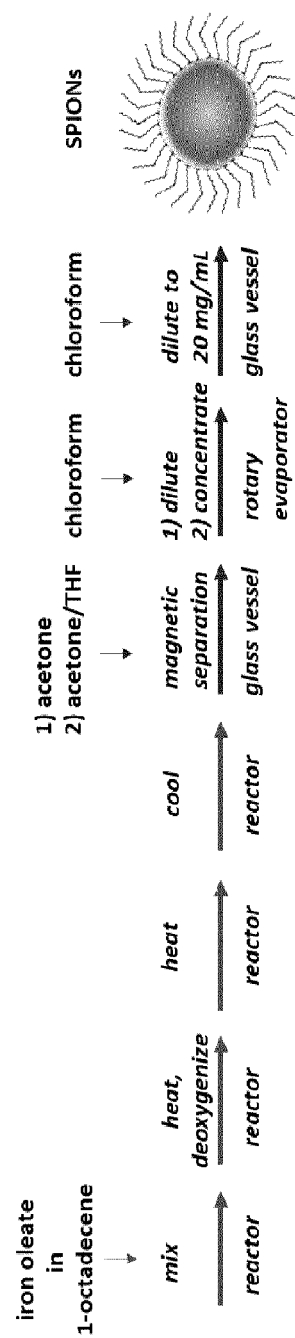 iron oleate
in
1-octadecene
mix
reactor
heat,
deoxygenize
reactor
heat
reactor
cool
reactor
1) acetone
2) acetone/THF
magnetic
separation
glass vessel
chloroform
1) dilute
2) concentrate
rotary
evaporator
chloroform
dilute to
20 mg/mL
glass vessel
SPIONs